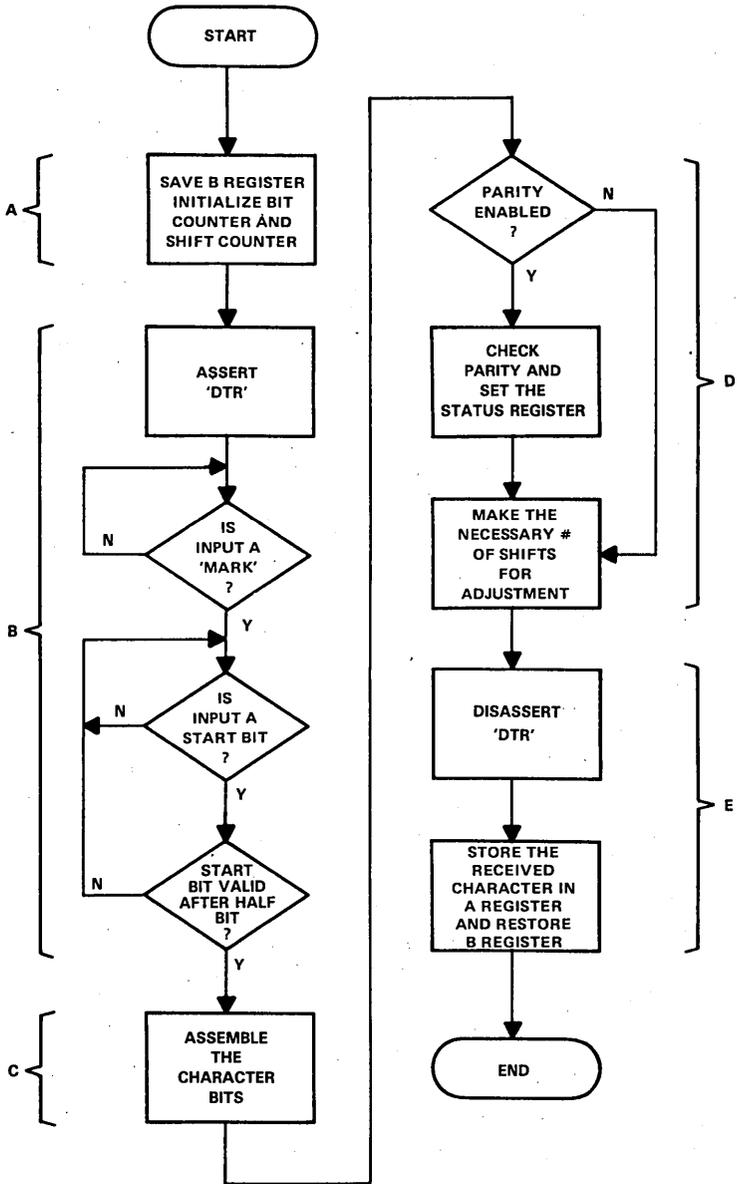 START
A
SAVE B REGISTER
INITIALIZE BIT
COUNTER AND
SHIFT COUNTER
B
ASSERT
'DTR'
IS
INPUT A
'MARK'
?
N
Y
IS
INPUT A
START BIT
?
N
Y
START
BIT VALID
AFTER HALF
BIT
?
N
Y
C
ASSEMBLE
THE
CHARACTER
BITS
PARITY
ENABLED
?
N
Y
D
CHECK
PARITY AND
SET THE
STATUS REGISTER
MAKE THE
NECESSARY #
OF SHIFTS
FOR
ADJUSTMENT
E
DISASSERT
'DTR'
STORE THE
RECEIVED
CHARACTER IN
A REGISTER
AND RESTORE
B REGISTER
END